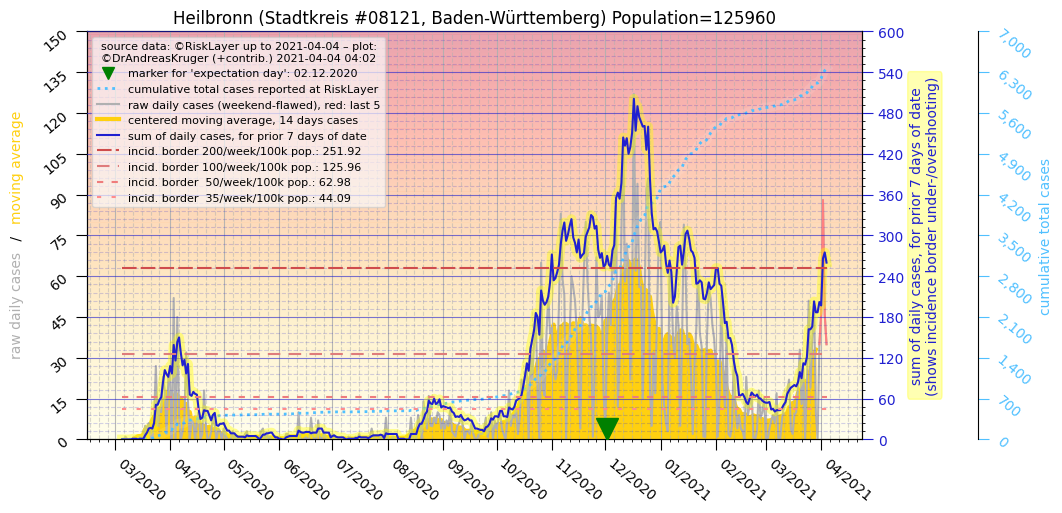 Heilbronn (Stadtkreis #08121, Baden-Württemberg) Population=125960
source data: ©RiskLayer up to 2021-04-04 – plot:
©DrAndreasKruger (+contrib.) 2021-04-04 04:02
marker for 'expectation day': 02.12.2020
cumulative total cases reported at RiskLayer
raw daily cases (weekend-flawed), red: last 5
centered moving average, 14 days cases
sum of daily cases, for prior 7 days of date
incid. border 200/week/100k pop.: 251.92
incid. border 100/week/100k pop.: 125.96
incid. border  50/week/100k pop.: 62.98
incid. border  35/week/100k pop.: 44.09
raw daily cases / moving average
150
135
120
105
90
75
60
45
30
15
0
03/2020
04/2020
05/2020
06/2020
07/2020
08/2020
09/2020
10/2020
11/2020
12/2020
01/2021
02/2021
03/2021
04/2021
600
540
480
420
360
300
240
180
120
60
0
sum of daily cases, for prior 7 days of date
(shows incidence border under-/overshooting)
7,000
6,300
5,600
4,900
4,200
3,500
2,800
2,100
1,400
700
0
cumulative total cases